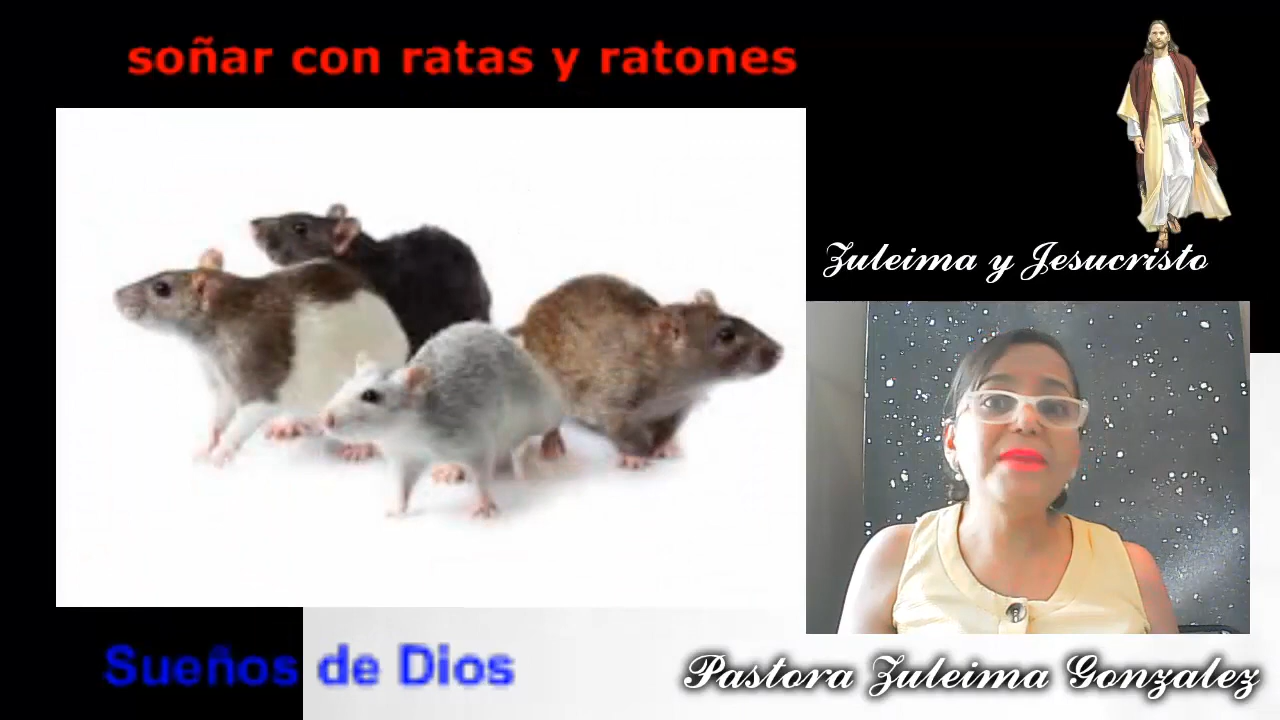 soñar con ratas y ratones
Zuleima y Jesucristo
Sueños de Dios
Pastora Zuleima Gonzalez